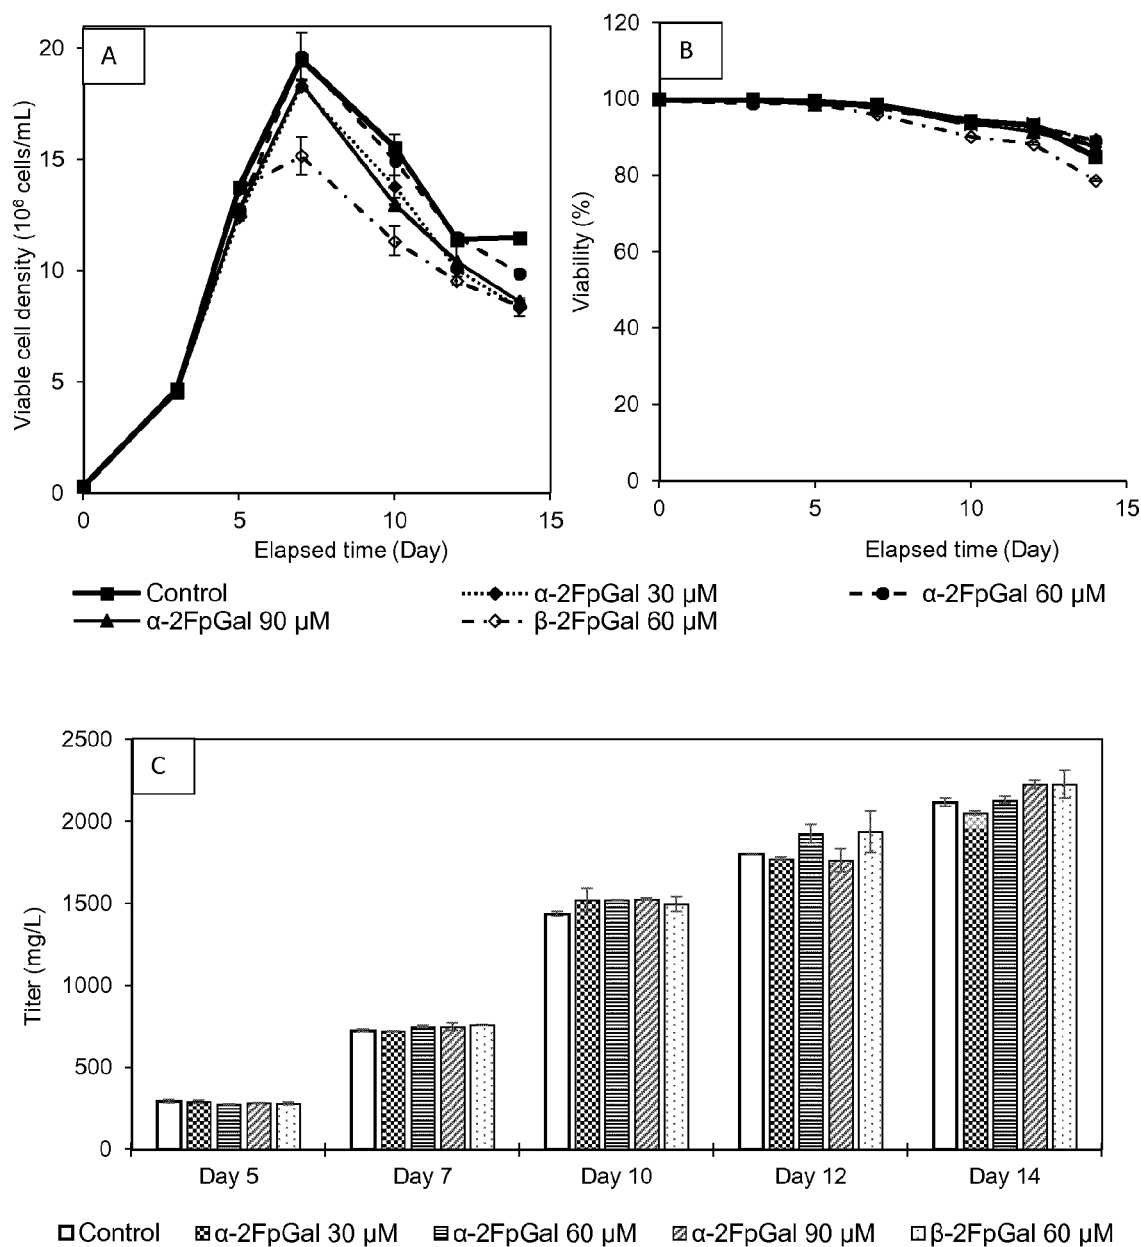 A
20
15
10
5
0
0 5 10 15
Viable cell density (10⁶ cells/mL)
Elapsed time (Day)
B
120
100
80
60
40
20
0
0 5 10 15
Viability (%)
Elapsed time (Day)
Control α-2FpGal 30 µM α-2FpGal 60 µM
α-2FpGal 90 µM β-2FpGal 60 µM
C
2500
2000
1500
1000
500
0
Titer (mg/L)
Day 5 Day 7 Day 10 Day 12 Day 14
Control α-2FpGal 30 µM α-2FpGal 60 µM α-2FpGal 90 µM β-2FpGal 60 µM